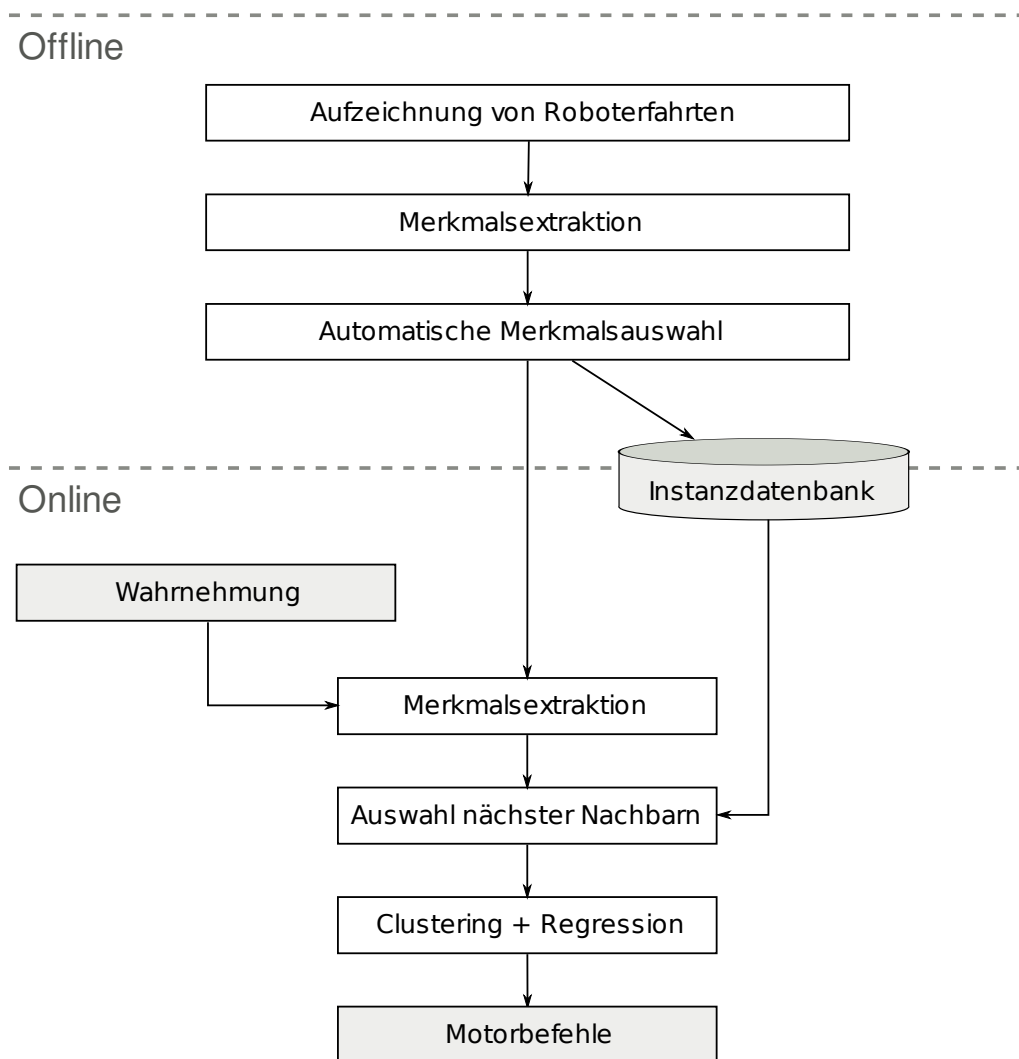 Offline
Aufzeichnung von Roboterfahrten
Merkmalsextraktion
Automatische Merkmalsauswahl
Instanzdatenbank
Online
Wahrnehmung
Merkmalsextraktion
Auswahl nächster Nachbarn
Clustering + Regression
Motorbefehle